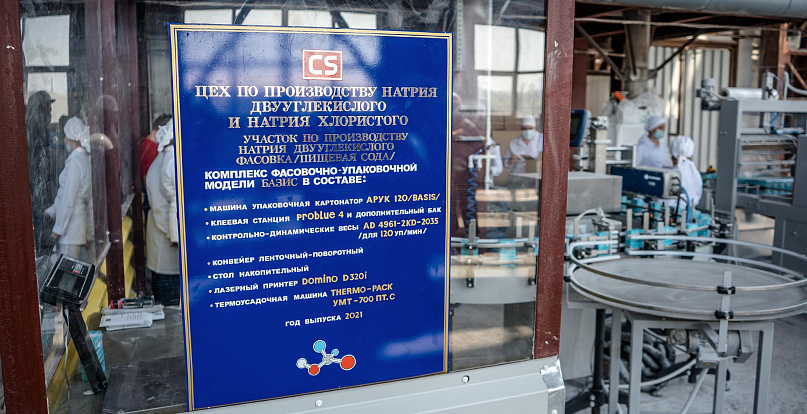 CS
ЦЕХ ПО ПРОИЗВОДСТВУ НАТРИЯ
ДВУУГЛЕКИСЛОГО
И НАТРИЯ ХЛОРИСТОГО
УЧАСТОК ПО ПРОИЗВОДСТВУ
НАТРИЯ ДВУУГЛЕКИСЛОГО
ФАСОВКА/ПИЩЕВАЯ СОДА/
КОМПЛЕКС ФАСОВОЧНО-УПАКОВОЧНОЙ
МОДЕЛИ БАЗИС В СОСТАВЕ:
• МАШИНА УПАКОВОЧНАЯ КАРТОНАТОР АРУК 120/BASIS/
• КЛЕЕВАЯ СТАНЦИЯ problue 4 И ДОПОЛНИТЕЛЬНЫЙ БАК
• КОНТРОЛЬНО-ДИНАМИЧЕСКИЕ ВЕСЫ AD 4961-2KD-2035
/ДЛЯ 120 УП/МИН/
• КОНВЕЙЕР ЛЕНТОЧНЫЙ-ПОВОРОТНЫЙ
• СТОЛ НАКОПИТЕЛЬНЫЙ
• ЛАЗЕРНЫЙ ПРИНТЕР Domino D320i
• ТЕРМОУСАДОЧНАЯ МАШИНА THERMO-PACK
УМТ-700 ПТ.С
ГОД ВЫПУСКА 2021